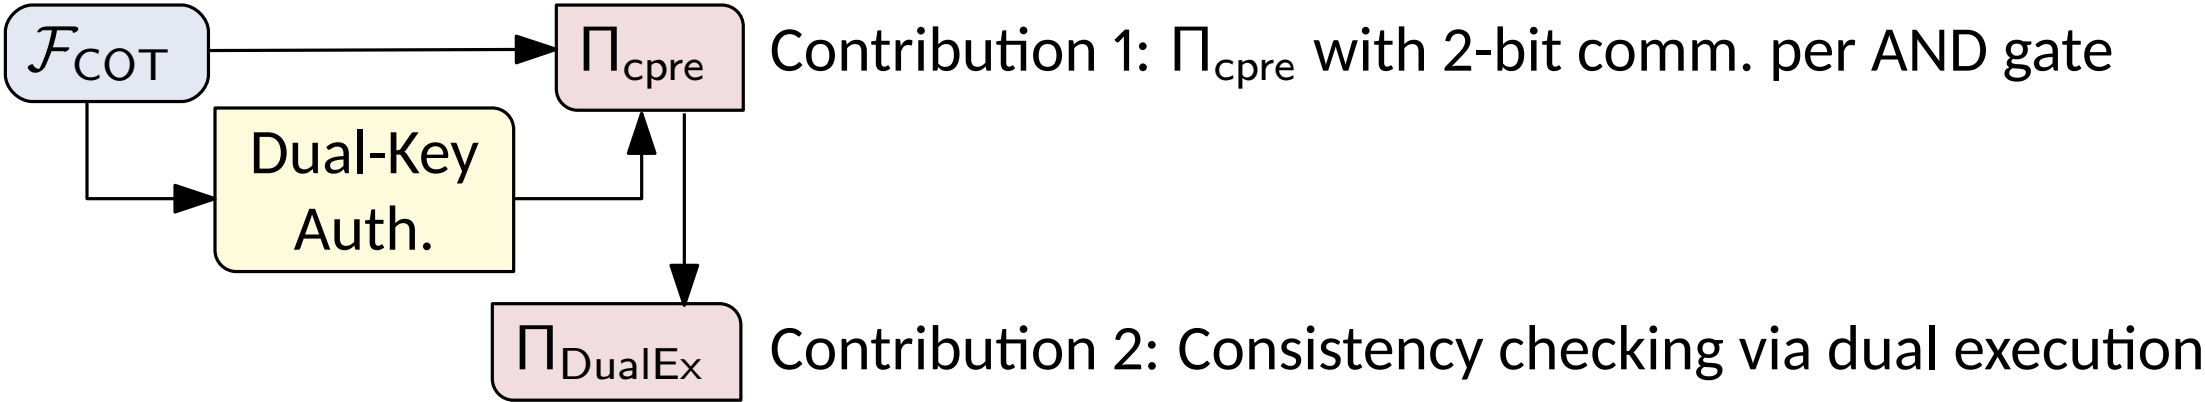 ℱ_COT
Π_cpre
Contribution 1: Π_cpre with 2-bit comm. per AND gate
Dual-Key
Auth.
Π_DualEx
Contribution 2: Consistency checking via dual execution